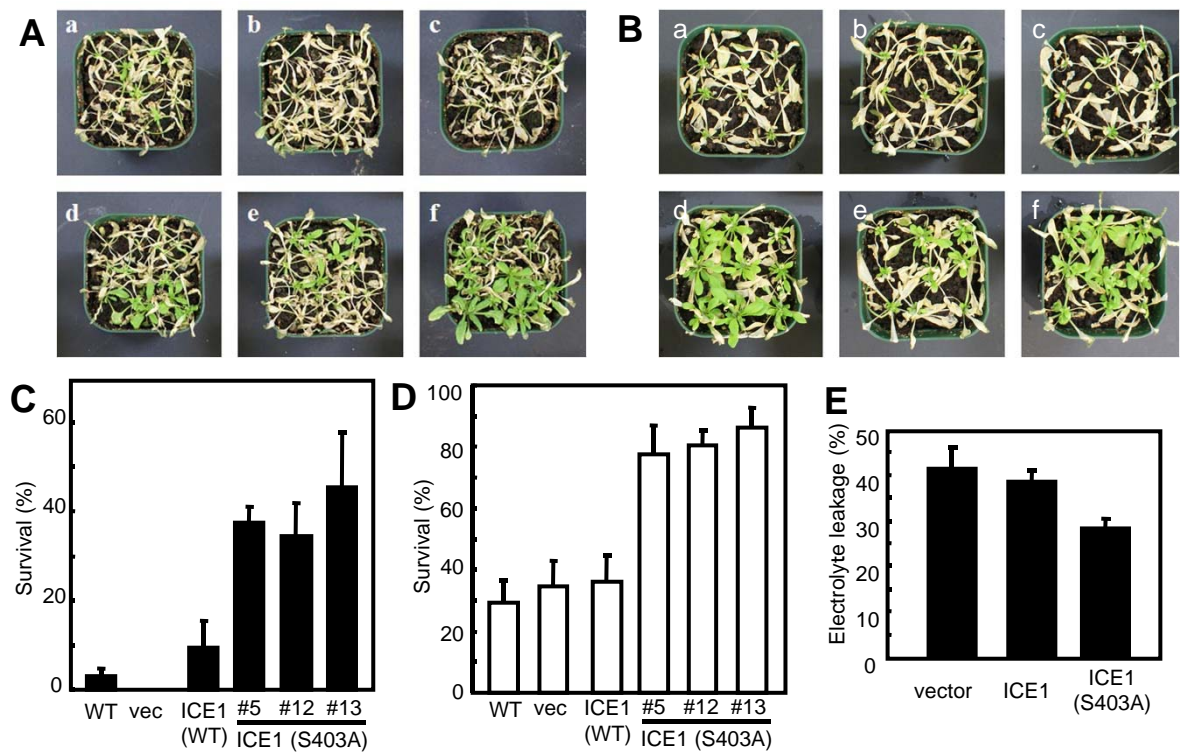 A
a
b
c
d
e
f
B
a
b
c
d
e
f
C
Survival (%)
60
40
20
0
WT
vec
ICE1
(WT)
#5
#12
#13
ICE1 (S403A)
D
Survival (%)
100
80
60
40
20
0
WT
vec
ICE1
(WT)
#5
#12
#13
ICE1 (S403A)
E
Electrolyte leakage (%)
50
40
30
20
10
0
vector
ICE1
ICE1
(S403A)